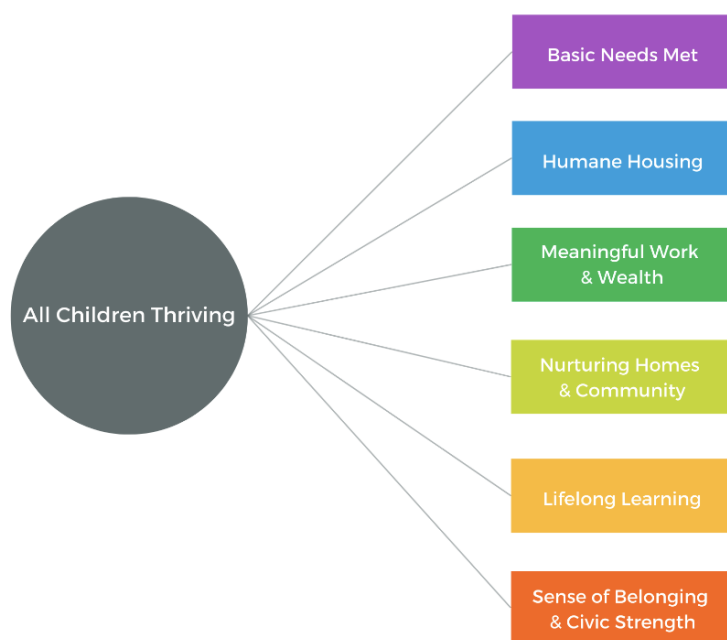 Basic Needs Met
Humane Housing
Meaningful Work
& Wealth
All Children Thriving
Nurturing Homes
& Community
Lifelong Learning
Sense of Belonging
& Civic Strength